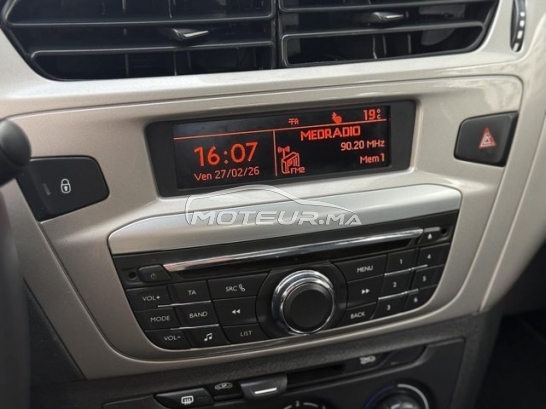 TA 19°C
MEDRADIO
16:07
90.20 MHz
Ven 27/02/26
FM2
Mem 1
MOTEUR.MA
MENU
VOL+ TA SRC
MODE BAND
VOL- LIST BACK
1 2
3 4
5 6